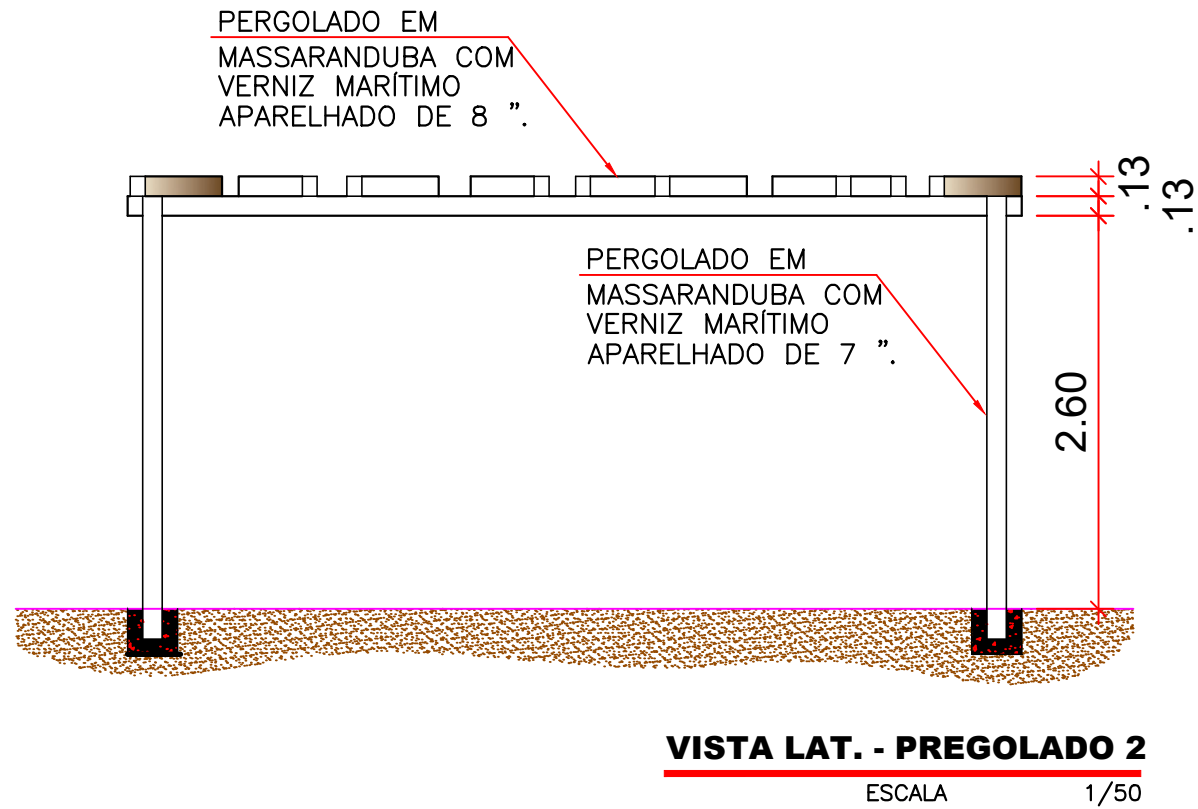 PERGOLADO EM
MASSARANDUBA COM
VERNIZ MARÍTIMO
APARELHADO DE 8 ”.
.13
.13
PERGOLADO EM
MASSARANDUBA COM
VERNIZ MARÍTIMO
APARELHADO DE 7 ”.
2.60
VISTA LAT. - PREGOLADO 2
ESCALA 1/50